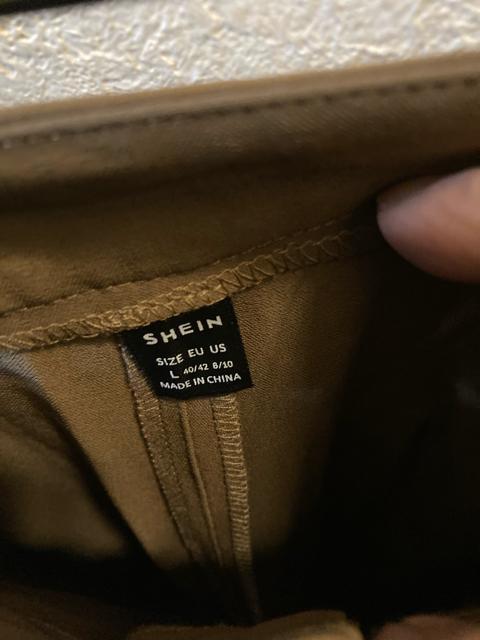 SHEIN
SIZE EU US
L 40/42 8/10
MADE IN CHINA